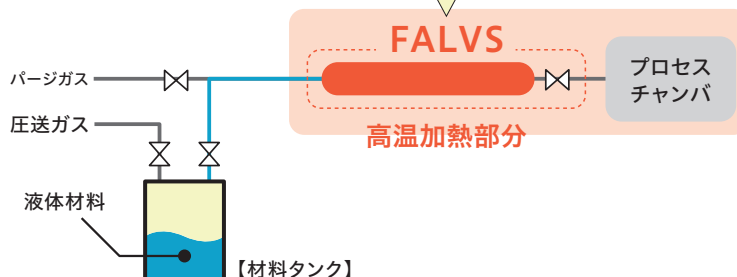 FALVS
パージガス
プロセス
チャンバ
圧送ガス
高温加熱部分
液体材料
【材料タンク】